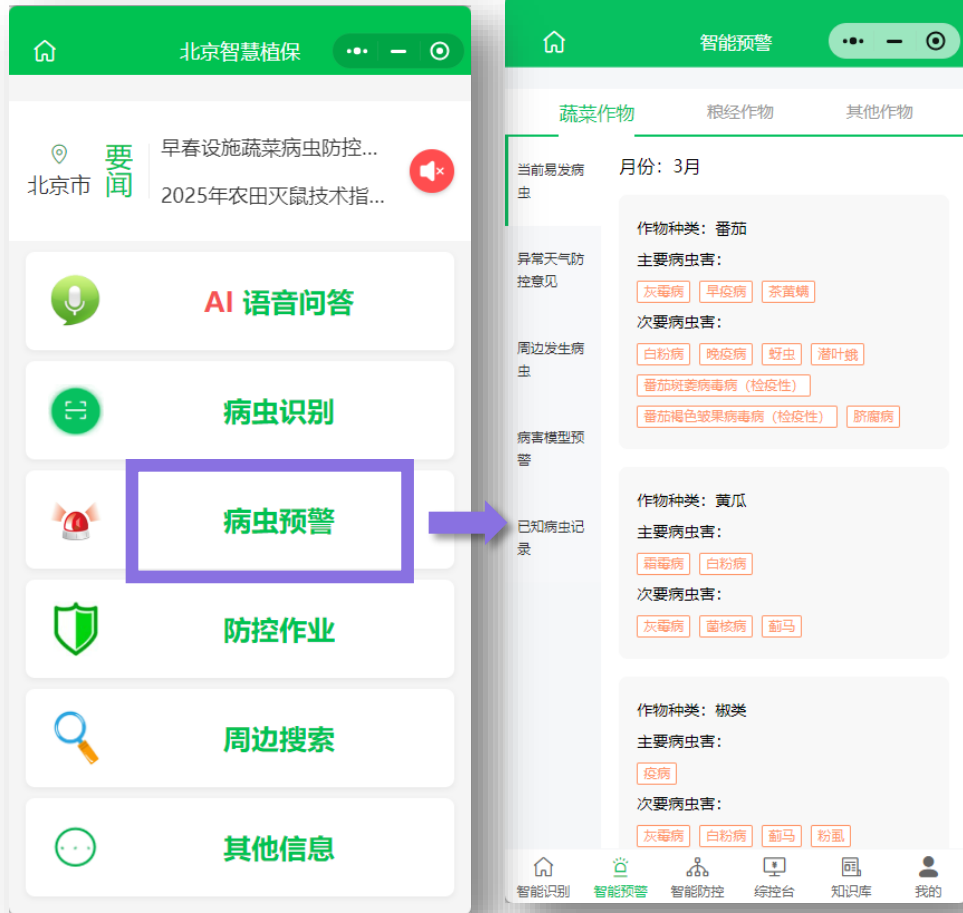 北京智慧植保
北京市
要闻
早春设施蔬菜病虫防控...
2025年农田灭鼠技术指...
AI 语音问答
病虫识别
病虫预警
防控作业
周边搜索
其他信息
智能预警
蔬菜作物 粮经作物 其他作物
当前易发病
虫
异常天气防
控意见
周边发生病
虫
病害模型预
警
已知病虫记
录
月份：3月
作物种类：番茄
主要病虫害：
灰霉病 早疫病 茶黄螨
次要病虫害：
白粉病 晚疫病 蚜虫 潜叶蛾
番茄斑萎病毒病（检疫性）
番茄褐色皱果病毒病（检疫性） 脐腐病
作物种类：黄瓜
主要病虫害：
霜霉病 白粉病
次要病虫害：
灰霉病 菌核病 蓟马
作物种类：椒类
主要病虫害：
疫病
次要病虫害：
灰霉病 白粉病 蓟马 粉虱
智能识别 智能预警 智能防控 综控台 知识库 我的